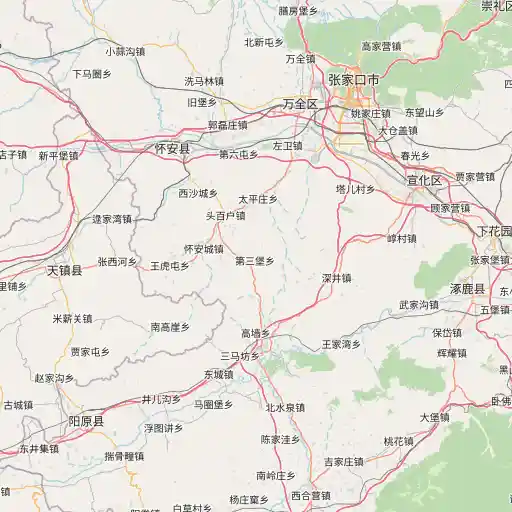 膳房堡乡
崇礼区
北新屯乡
高家营镇
小蒜沟镇
万全镇
下马圈乡
洗马林镇
张家口市
旧堡乡
万全区
姚家庄镇
东望山乡
郭磊庄镇
大仓盖镇
怀安县
左卫镇
店子镇
新平堡镇
第六屯乡
春光乡
贾家营镇
宣化区
西沙城乡
太平庄乡
塔儿村乡
顾家营镇
逯家湾镇
头百户镇
下花园
崞村镇
怀安城镇
张西河乡
王虎屯乡
第三堡乡
张家堡镇
天镇县
深井镇
涿鹿县
里铺乡
武家沟镇
五堡镇
米薪关镇
南高崖乡
高墙乡
保岱镇
王家湾乡
贾家屯乡
三马坊乡
辉耀镇
赵家沟乡
东城镇
黑
井儿沟乡
古城镇
马圈堡乡
北水泉镇
卧佛
大堡镇
阳原县
浮图讲乡
陈家洼乡
桃花镇
东井集镇
揣骨疃镇
吉家庄镇
南岭庄乡
杨庄窠乡
西合营镇
白草村乡